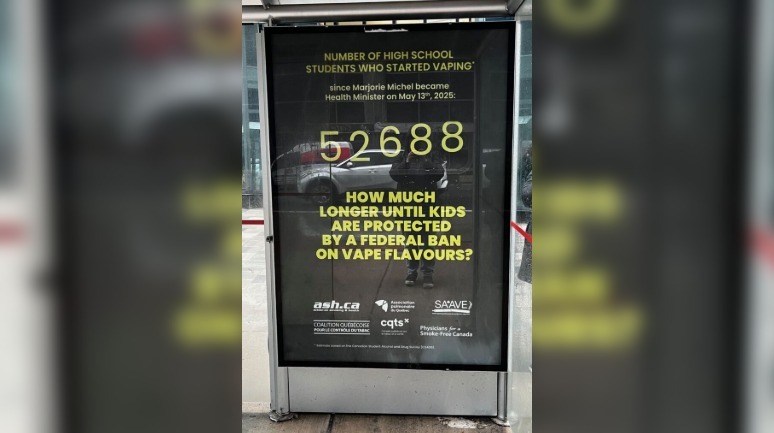 NUMBER OF HIGH SCHOOL
STUDENTS WHO STARTED VAPING*
since Marjorie Michel became
Health Minister on May 13th, 2025:
52688
HOW MUCH
LONGER UNTIL KIDS
ARE PROTECTED
BY A FEDERAL BAN
ON VAPE FLAVOURS?
ash.ca
Association
pulmonaire
du Québec
SAAVE
COALITION QUÉBÉCOISE
POUR LE CONTRÔLE DU TABAC
cqts
Physicians for a
Smoke-Free Canada